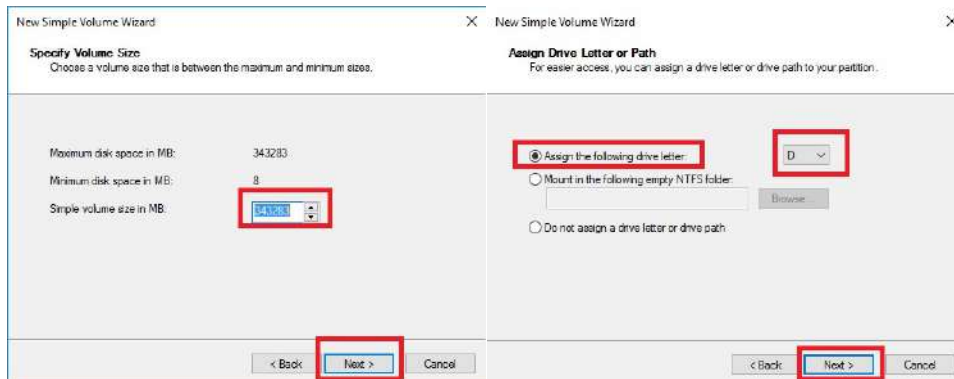 New Simple Volume Wizard
Specify Volume Size
Choose a volume size that is between the maximum and minimum sizes.
Maximum disk space in MB: 343283
Minimum disk space in MB: 8
Simple volume size in MB: 343283
< Back Next > Cancel
New Simple Volume Wizard
Assign Drive Letter or Path
For easier access, you can assign a drive letter or drive path to your partition.
Assign the following drive letter: D
Mount in the following empty NTFS folder:
Browse...
Do not assign a drive letter or drive path
< Back Next > Cancel